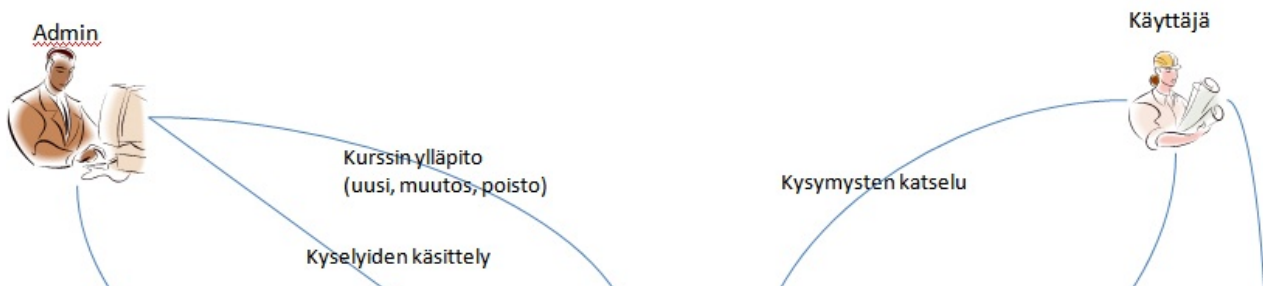 Admin
Käyttäjä
Kurssin ylläpito
(uusi, muutos, poisto)
Kysymysten katselu
Kyselyiden käsittely